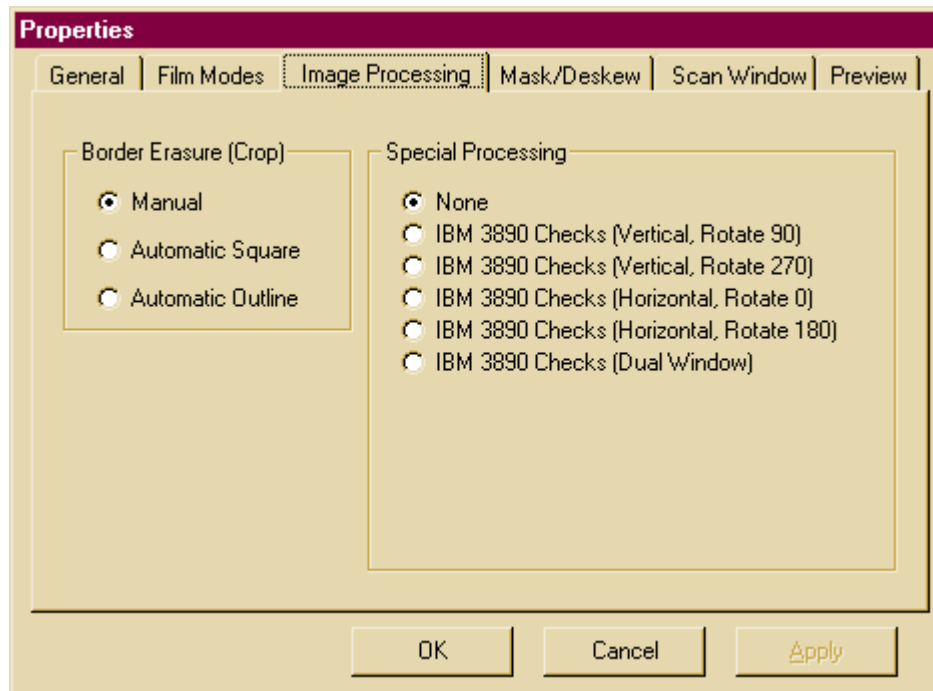 Properties
General Film Modes Image Processing Mask/Deskew Scan Window Preview
Border Erasure (Crop)
Manual
Automatic Square
Automatic Outline
Special Processing
None
IBM 3890 Checks (Vertical, Rotate 90)
IBM 3890 Checks (Vertical, Rotate 270)
IBM 3890 Checks (Horizontal, Rotate 0)
IBM 3890 Checks (Horizontal, Rotate 180)
IBM 3890 Checks (Dual Window)
OK Cancel Apply